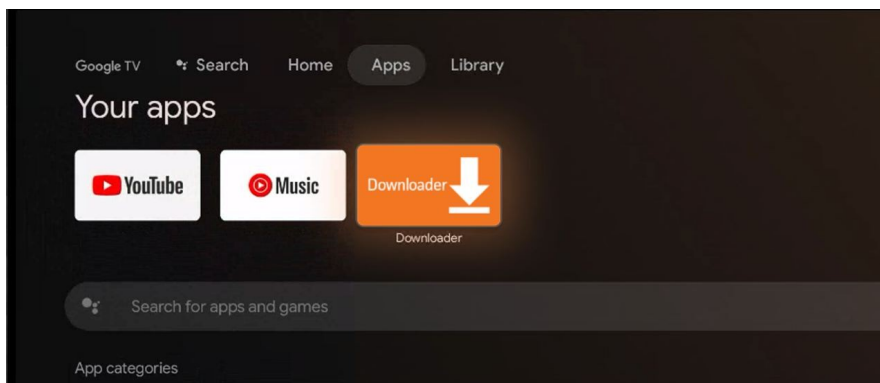 Google TV Search Home Apps Library
Your apps
YouTube Music Downloader
Downloader
Search for apps and games
App categories